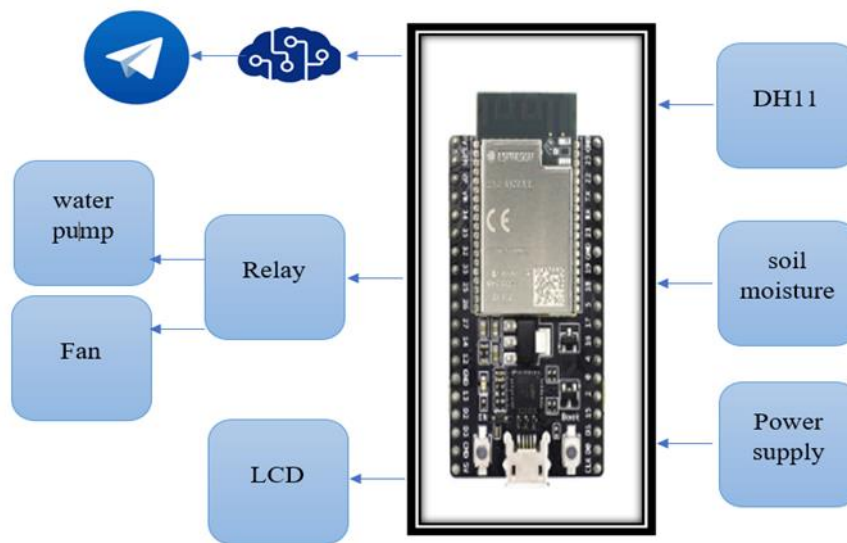 DH11
water
pump
Relay
soil
moisture
Fan
Power
supply
LCD